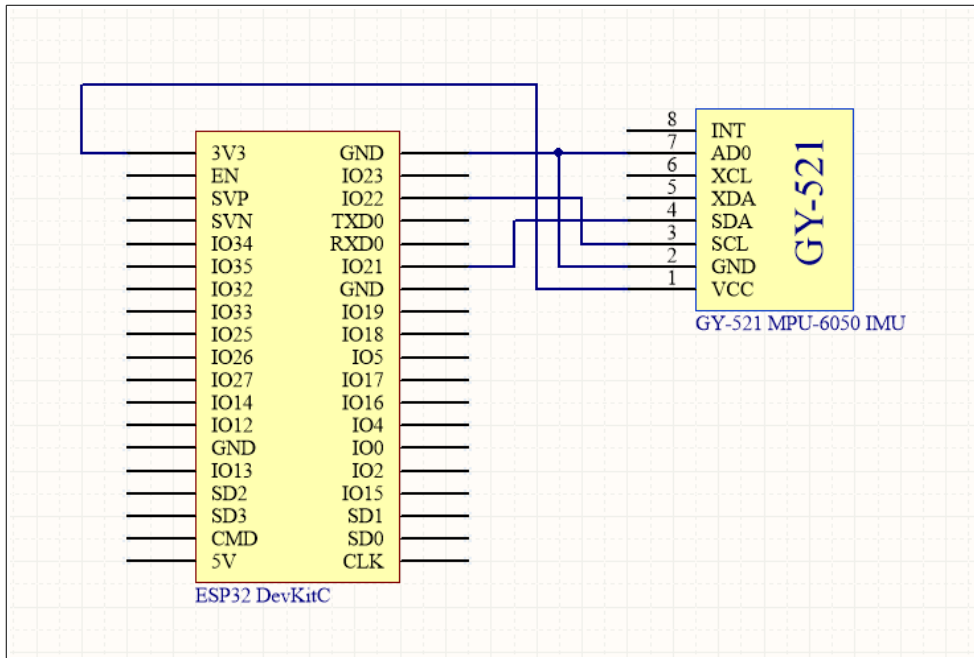 3V3 GND
EN IO23
SVP IO22
SVN TXD0
IO34 RXD0
IO35 IO21
IO32 GND
IO33 IO19
IO25 IO18
IO26 IO5
IO27 IO17
IO14 IO16
IO12 IO4
GND IO0
IO13 IO2
SD2 IO15
SD3 SD1
CMD SD0
5V CLK
ESP32 DevKitC
8 INT
7 AD0
6 XCL
5 XDA
4 SDA
3 SCL
2 GND
1 VCC
GY-521
GY-521 MPU-6050 IMU